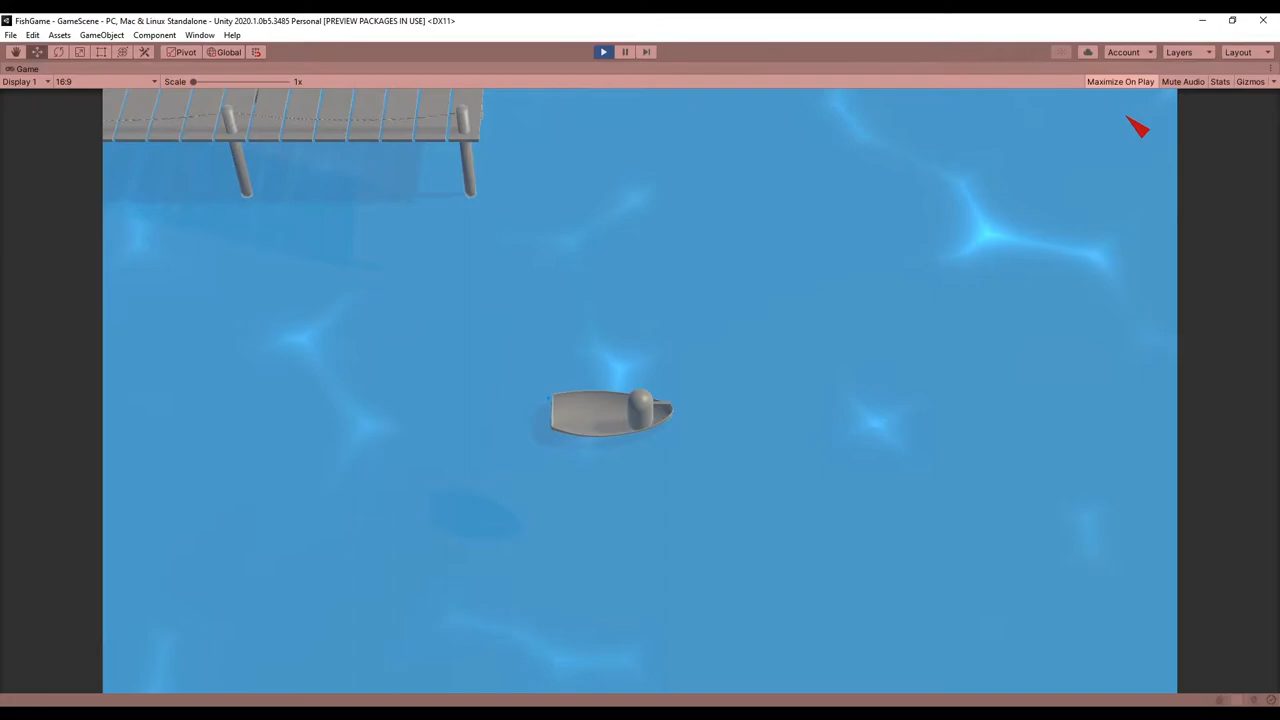 FishGame - GameScene - PC, Mac & Linux Standalone - Unity 2020.1.0b5.3485 Personal [PREVIEW PACKAGES IN USE] <DX11>
File Edit Assets GameObject Component Window Help
Pivot Global Account Layers Layout
Game
Display 1 16:9 Scale 1x Maximize On Play Mute Audio Stats Gizmos